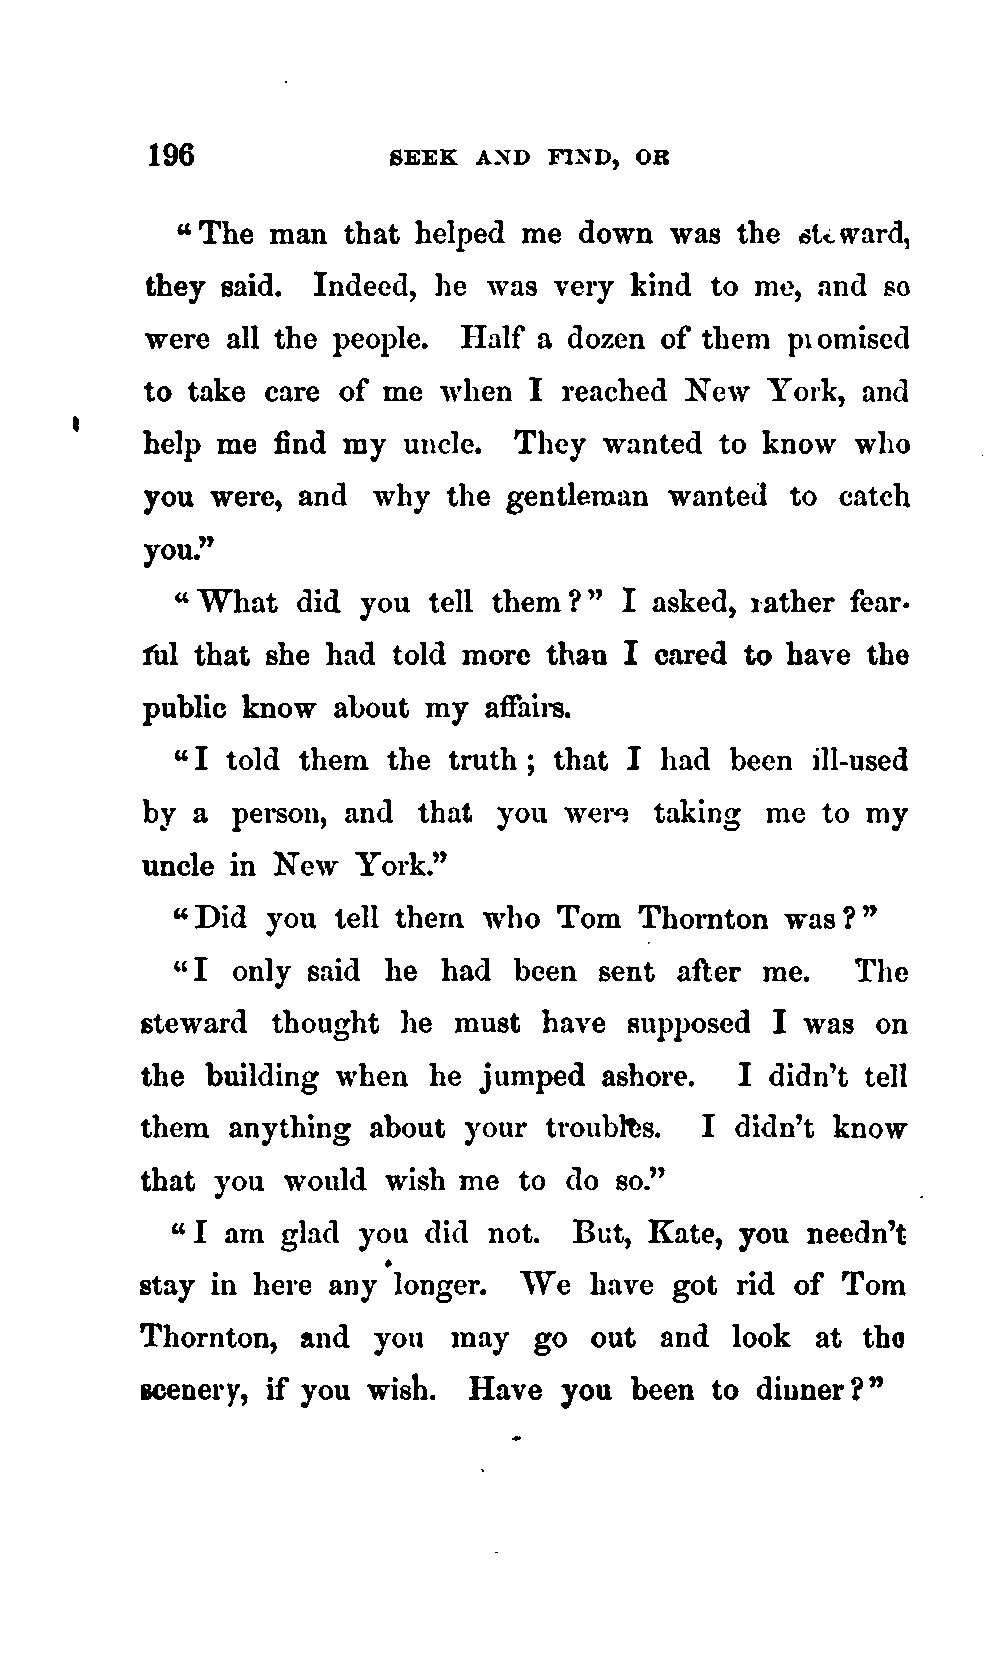 196 SEEK AND FIND, OR
“The man that helped me down was the steward,
they said. Indeed, he was very kind to me, and so
were all the people. Half a dozen of them promised
to take care of me when I reached New York, and
help me find my uncle. They wanted to know who
you were, and why the gentleman wanted to catch
you.”
“What did you tell them?” I asked, rather fear-
ful that she had told more than I cared to have the
public know about my affairs.
“I told them the truth; that I had been ill-used
by a person, and that you were taking me to my
uncle in New York.”
“Did you tell them who Tom Thornton was?”
“I only said he had been sent after me. The
steward thought he must have supposed I was on
the building when he jumped ashore. I didn’t tell
them anything about your troubles. I didn’t know
that you would wish me to do so.”
“I am glad you did not. But, Kate, you needn’t
stay in here any longer. We have got rid of Tom
Thornton, and you may go out and look at the
scenery, if you wish. Have you been to dinner?”